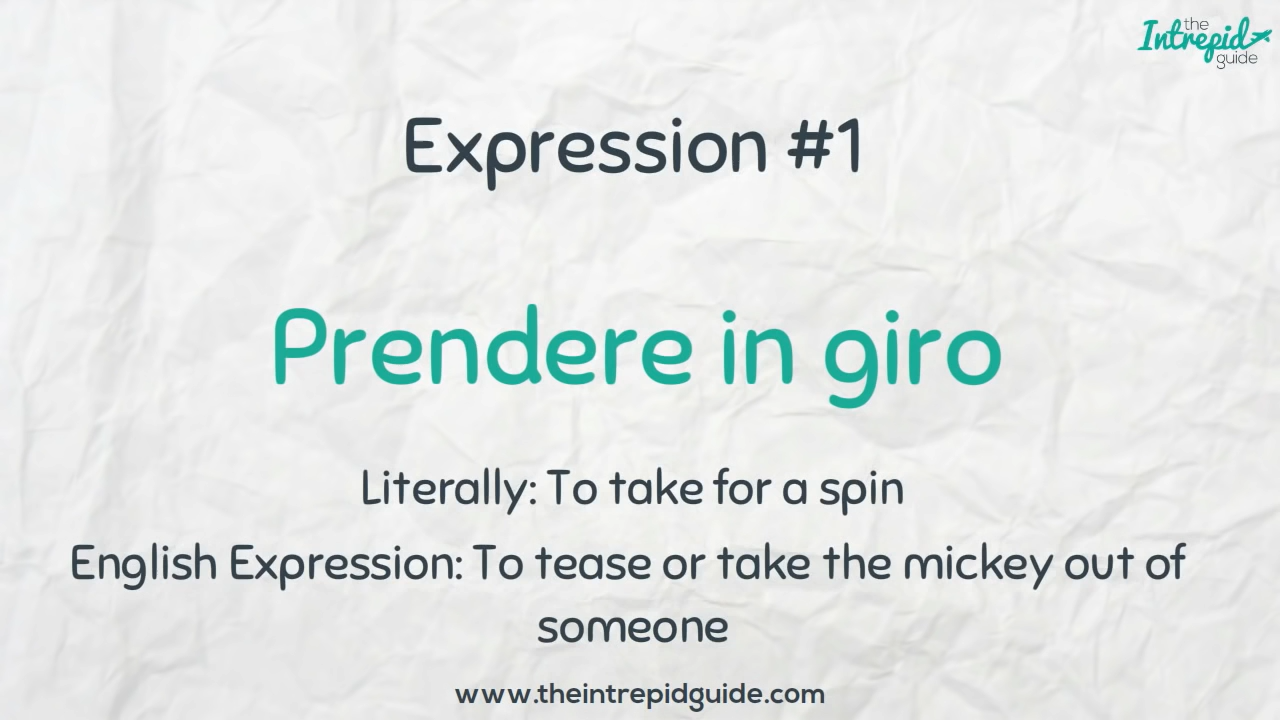 the
Intrepid
guide
Expression #1
Prendere in giro
Literally: To take for a spin
English Expression: To tease or take the mickey out of
someone
www.theintrepidguide.com